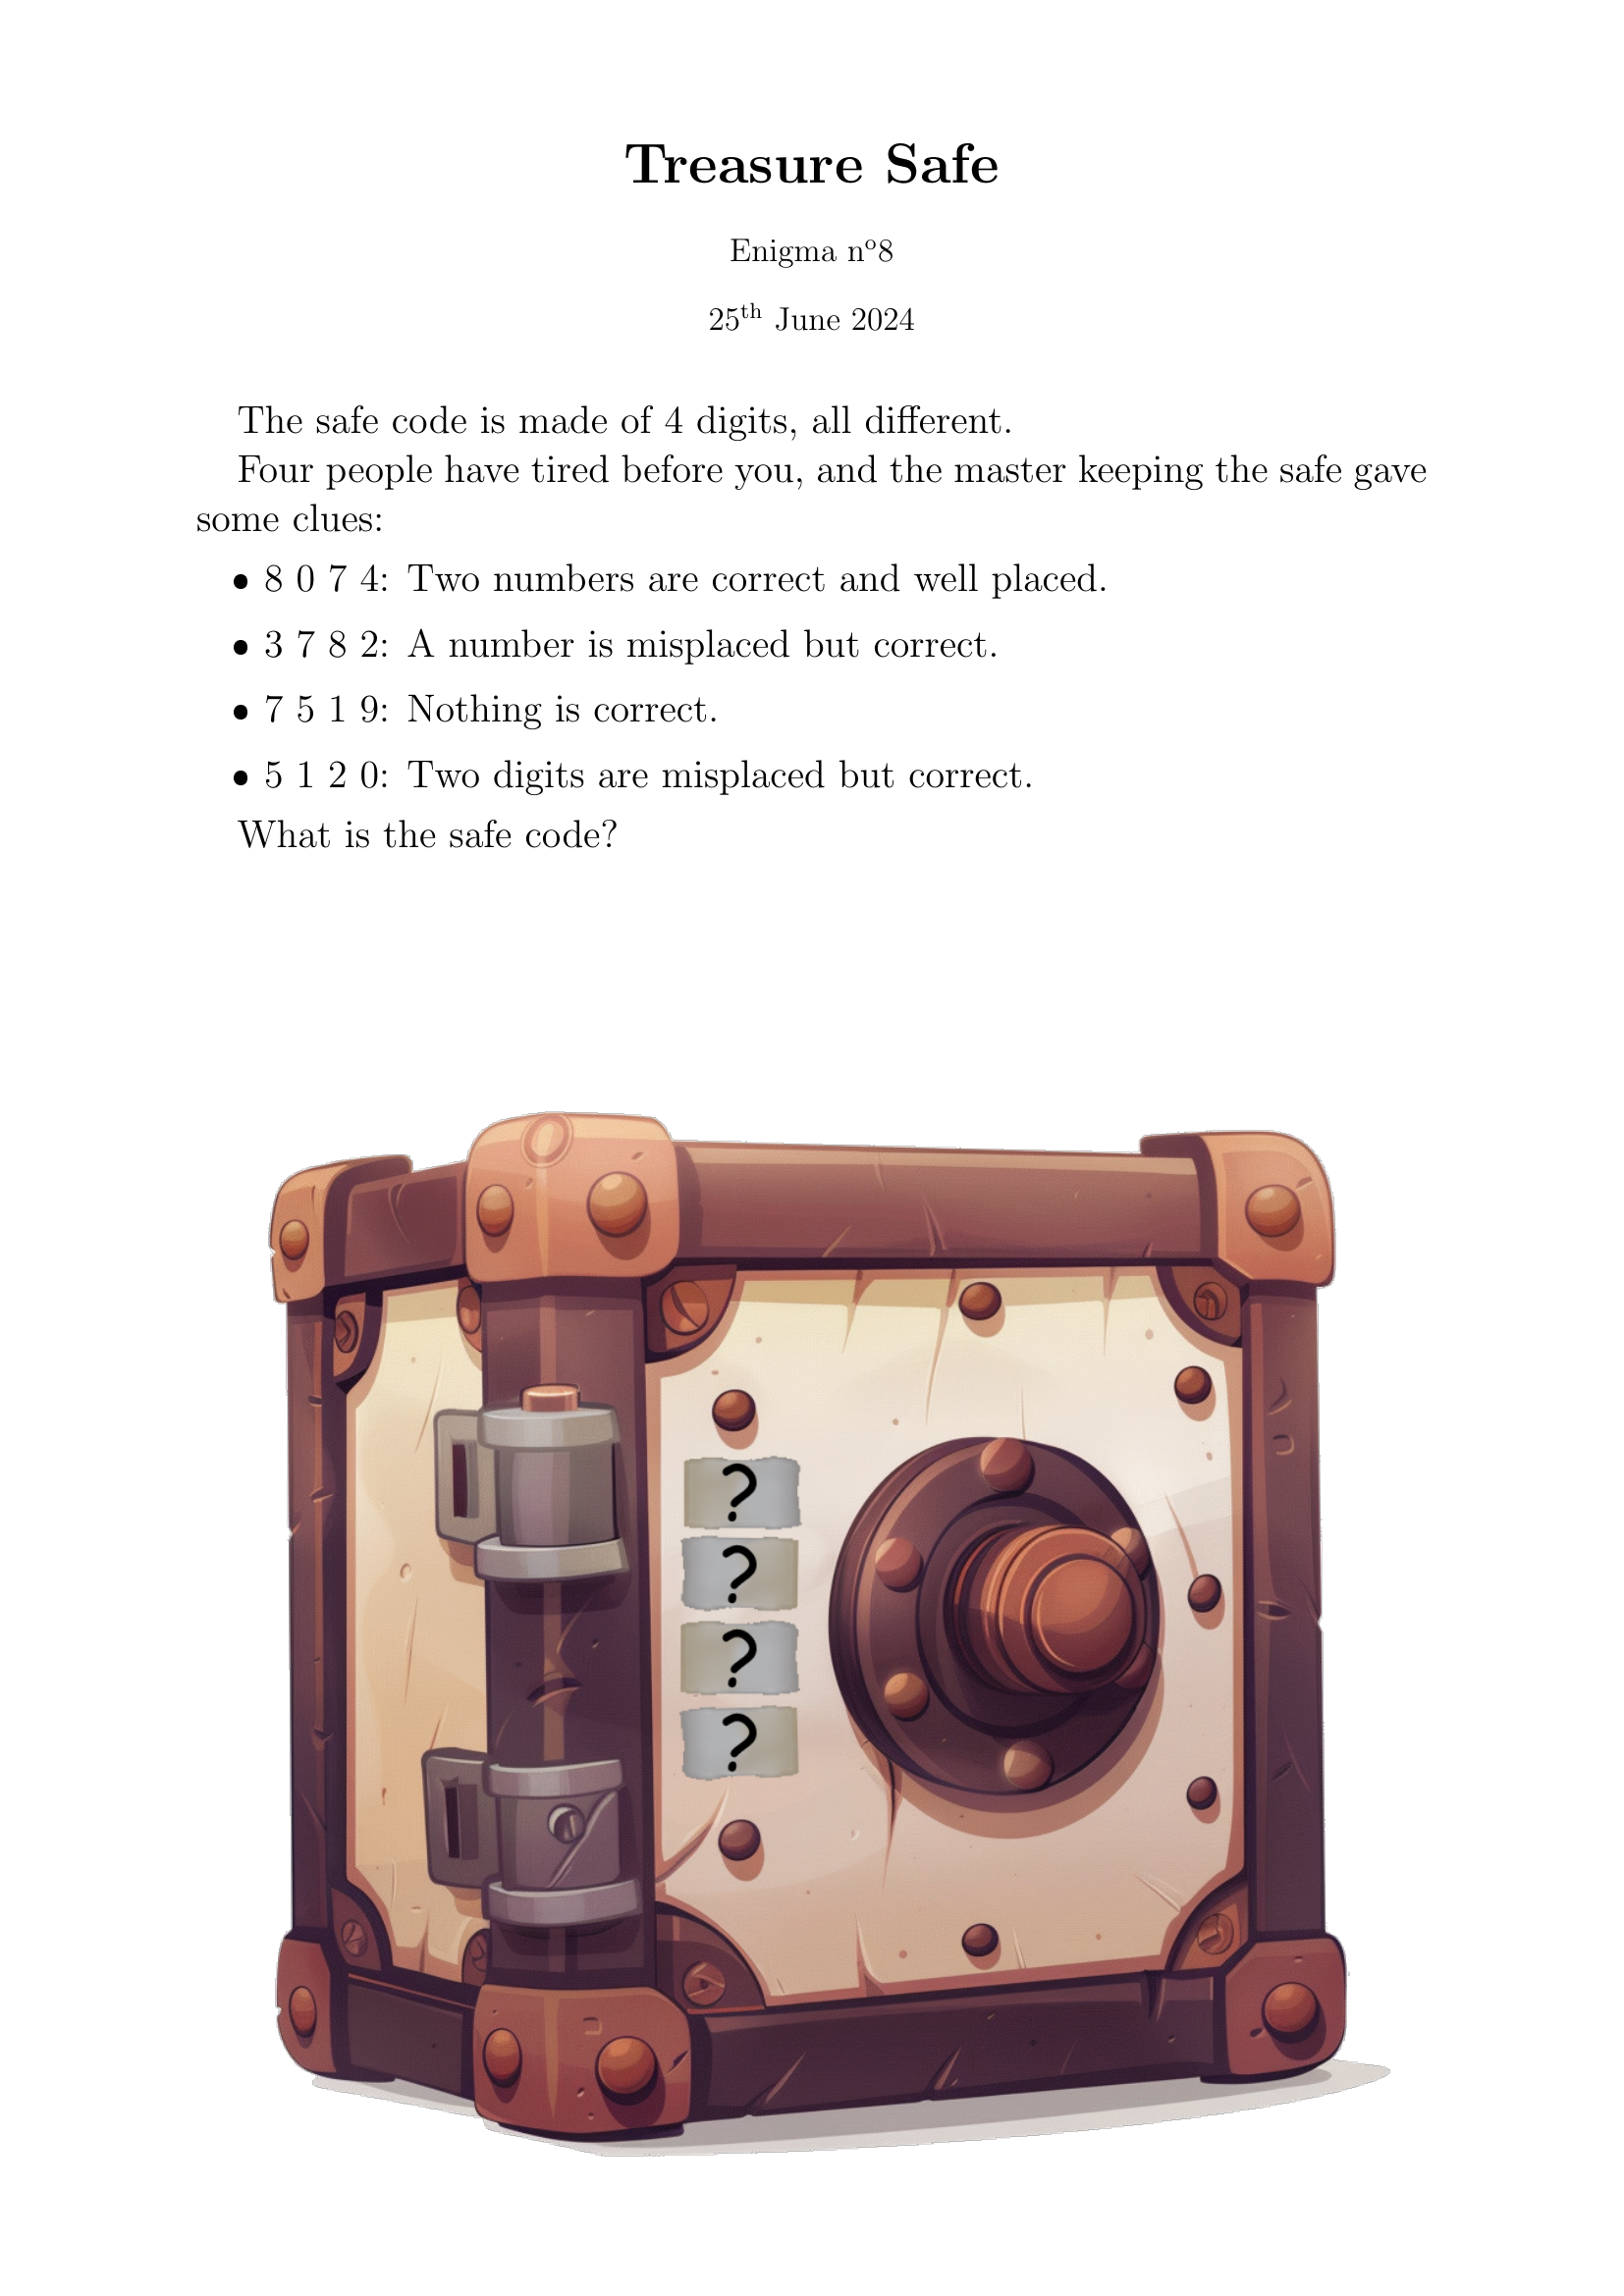 Treasure Safe
Enigma nº8
25th June 2024
The safe code is made of 4 digits, all different.
Four people have tired before you, and the master keeping the safe gave
some clues:
• 8 0 7 4: Two numbers are correct and well placed.
• 3 7 8 2: A number is misplaced but correct.
• 7 5 1 9: Nothing is correct.
• 5 1 2 0: Two digits are misplaced but correct.
What is the safe code?
?
?
?
?